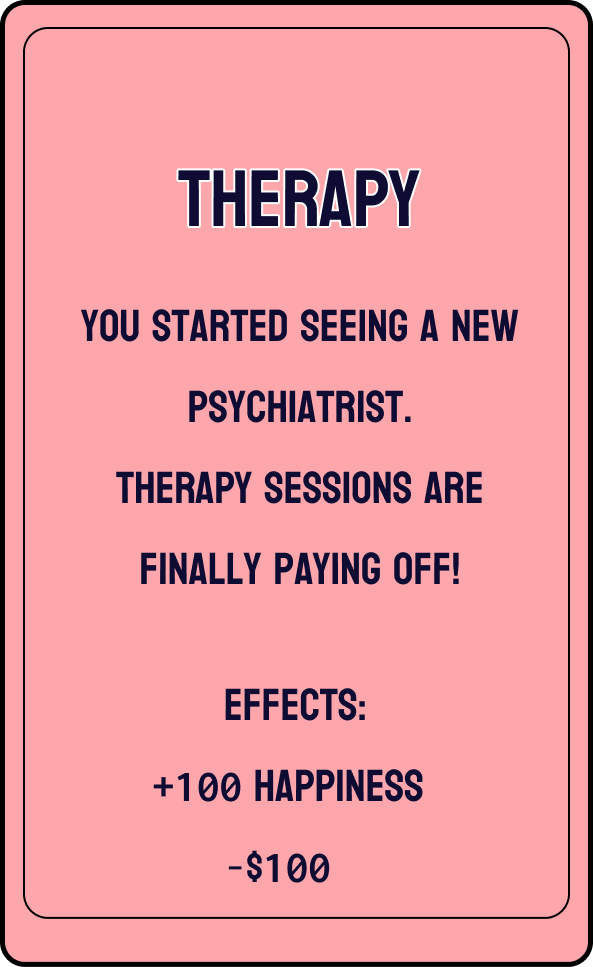 THERAPY
YOU STARTED SEEING A NEW
PSYCHIATRIST.
THERAPY SESSIONS ARE
FINALLY PAYING OFF!
EFFECTS:
+100 HAPPINESS
-$100